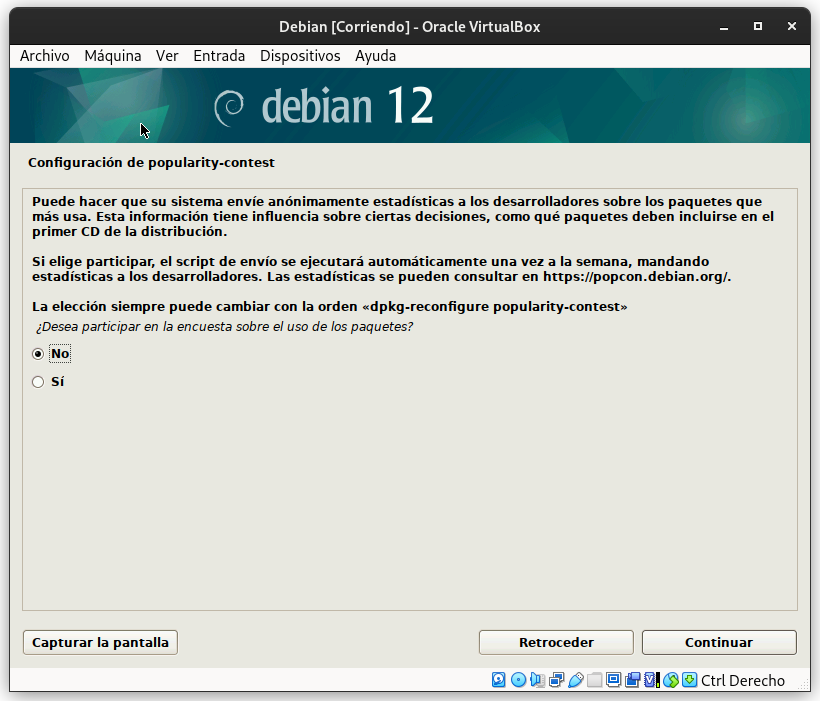 Debian [Corriendo] - Oracle VirtualBox
Archivo Máquina Ver Entrada Dispositivos Ayuda
debian 12
Configuración de popularity-contest
Puede hacer que su sistema envíe anónimamente estadísticas a los desarrolladores sobre los paquetes que
más usa. Esta información tiene influencia sobre ciertas decisiones, como qué paquetes deben incluirse en el
primer CD de la distribución.
Si elige participar, el script de envío se ejecutará automáticamente una vez a la semana, mandando
estadísticas a los desarrolladores. Las estadísticas se pueden consultar en https://popcon.debian.org/.
La elección siempre puede cambiar con la orden «dpkg-reconfigure popularity-contest»
¿Desea participar en la encuesta sobre el uso de los paquetes?
No
Sí
Capturar la pantalla Retroceder Continuar
Ctrl Derecho